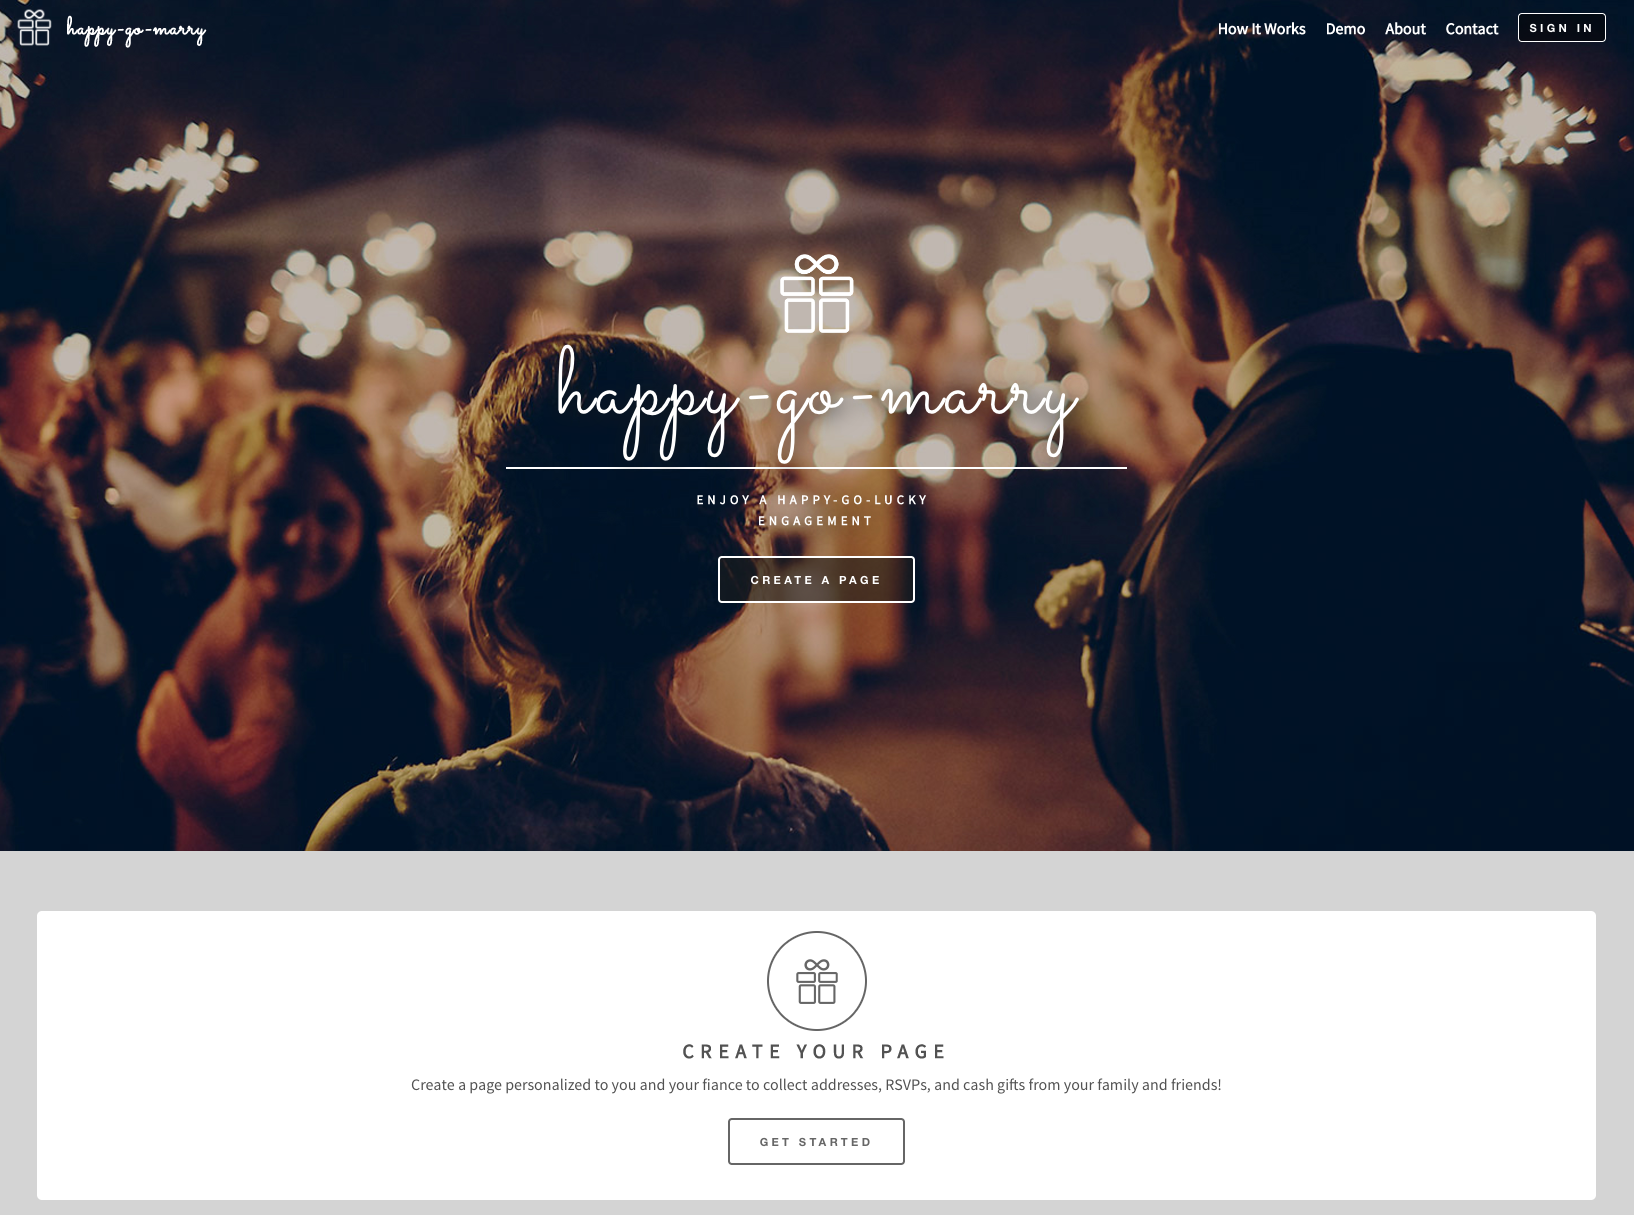 happy-go-marry
How It Works Demo About Contact SIGN IN
happy-go-marry
ENJOY A HAPPY-GO-LUCKY
ENGAGEMENT
CREATE A PAGE
CREATE YOUR PAGE
Create a page personalized to you and your fiance to collect addresses, RSVPs, and cash gifts from your family and friends!
GET STARTED